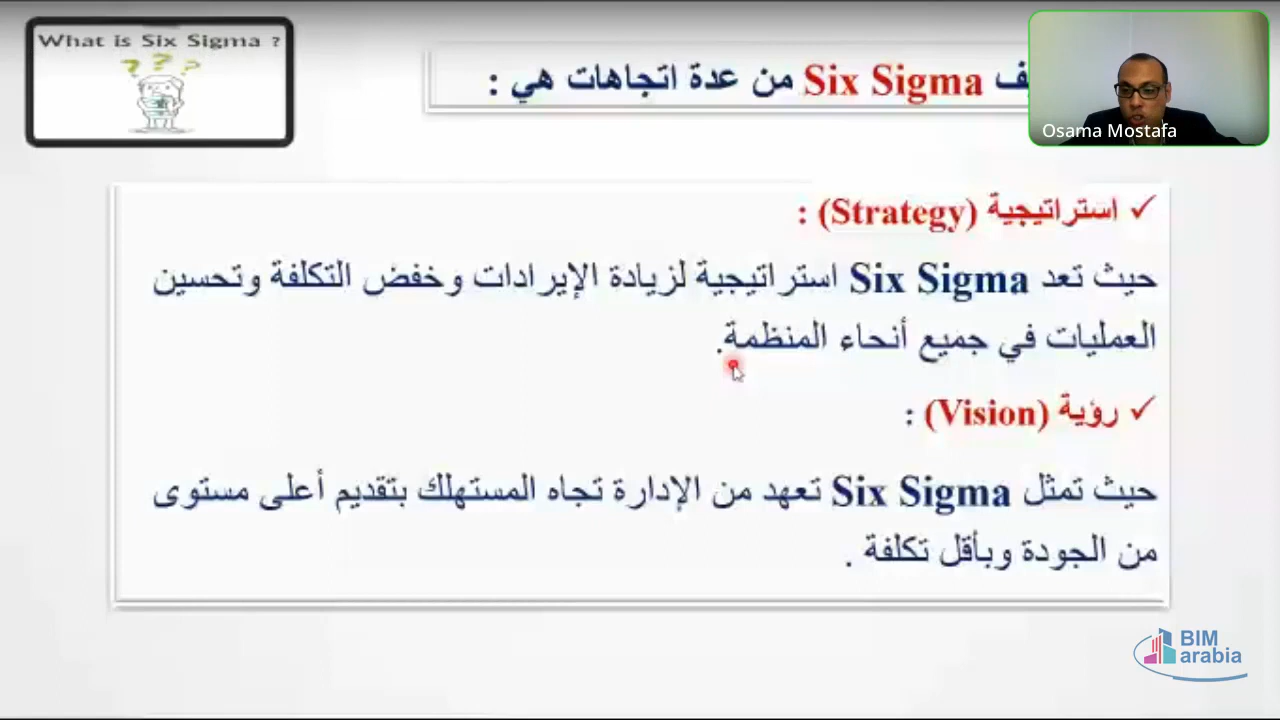 What is Six Sigma ?
Six Sigma من عدة اتجاهات هي :
Osama Mostafa
✓ استراتيجية (Strategy) :
حيث تعد Six Sigma استراتيجية لزيادة الإيرادات وخفض التكلفة وتحسين
العمليات في جميع أنحاء المنظمة.
✓ رؤية (Vision) :
حيث تمثل Six Sigma تعهد من الإدارة تجاه المستهلك بتقديم أعلى مستوى
من الجودة وبأقل تكلفة .
BIM
arabia